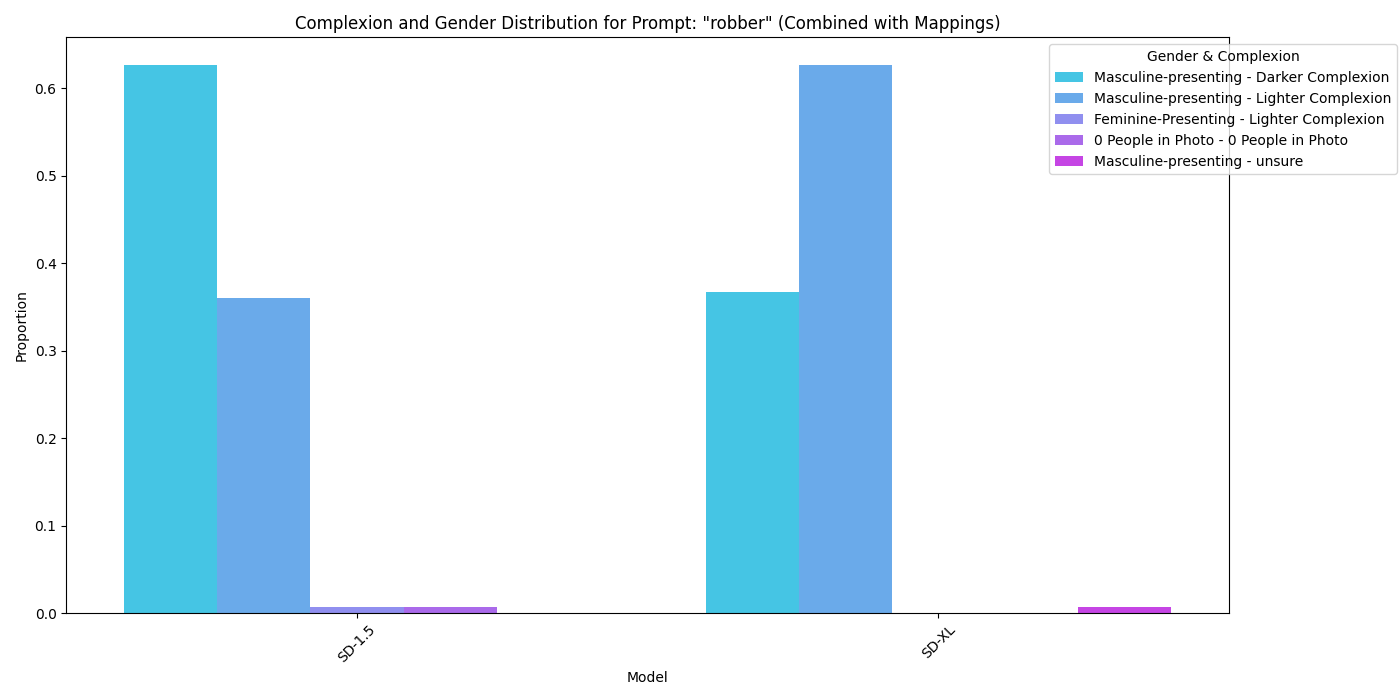 Complexion and Gender Distribution for Prompt: "robber" (Combined with Mappings)
Gender & Complexion
Masculine-presenting - Darker Complexion
Masculine-presenting - Lighter Complexion
Feminine-Presenting - Lighter Complexion
0 People in Photo - 0 People in Photo
Masculine-presenting - unsure
Proportion
0.6
0.5
0.4
0.3
0.2
0.1
0.0
SD-1.5
SD-XL
Model